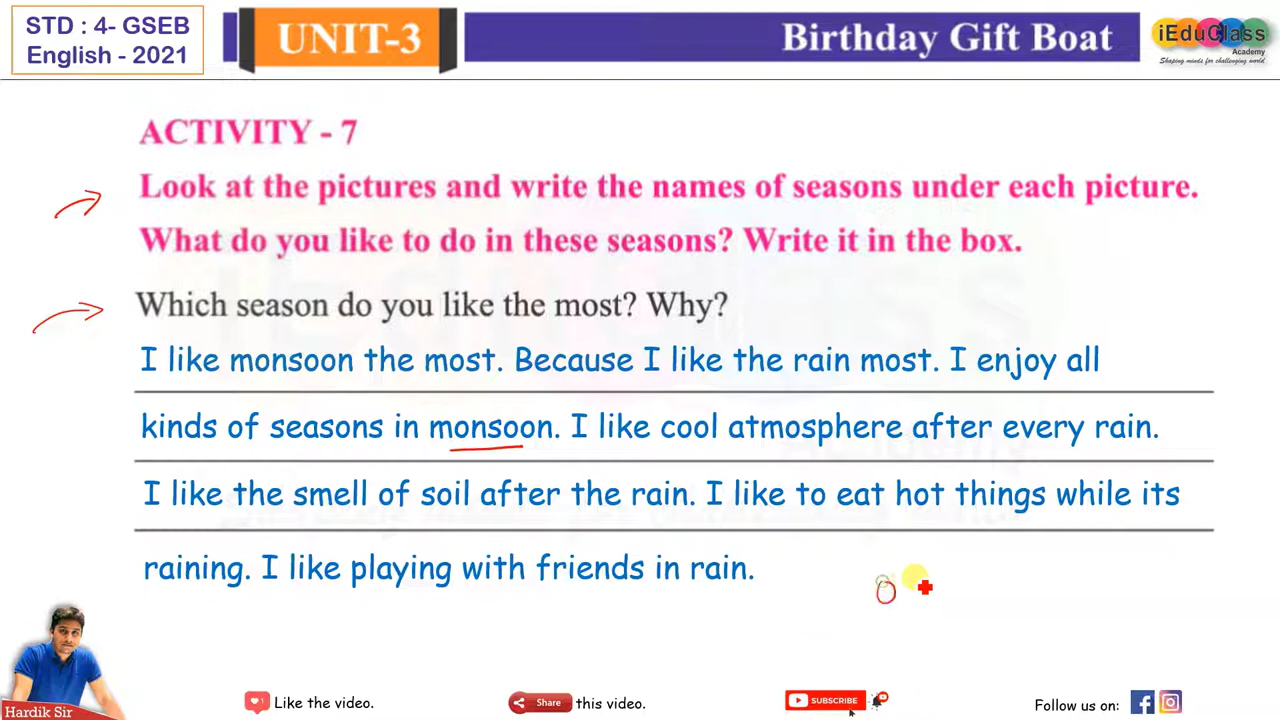 STD : 4- GSEB
English - 2021
UNIT-3
Birthday Gift Boat
iEduClass
Academy
Shaping minds for challenging world
ACTIVITY - 7
Look at the pictures and write the names of seasons under each picture.
What do you like to do in these seasons? Write it in the box.
Which season do you like the most? Why?
I like monsoon the most. Because I like the rain most. I enjoy all
kinds of seasons in monsoon. I like cool atmosphere after every rain.
I like the smell of soil after the rain. I like to eat hot things while its
raining. I like playing with friends in rain.
Hardik Sir
Like the video.
Share this video.
SUBSCRIBE
Follow us on: